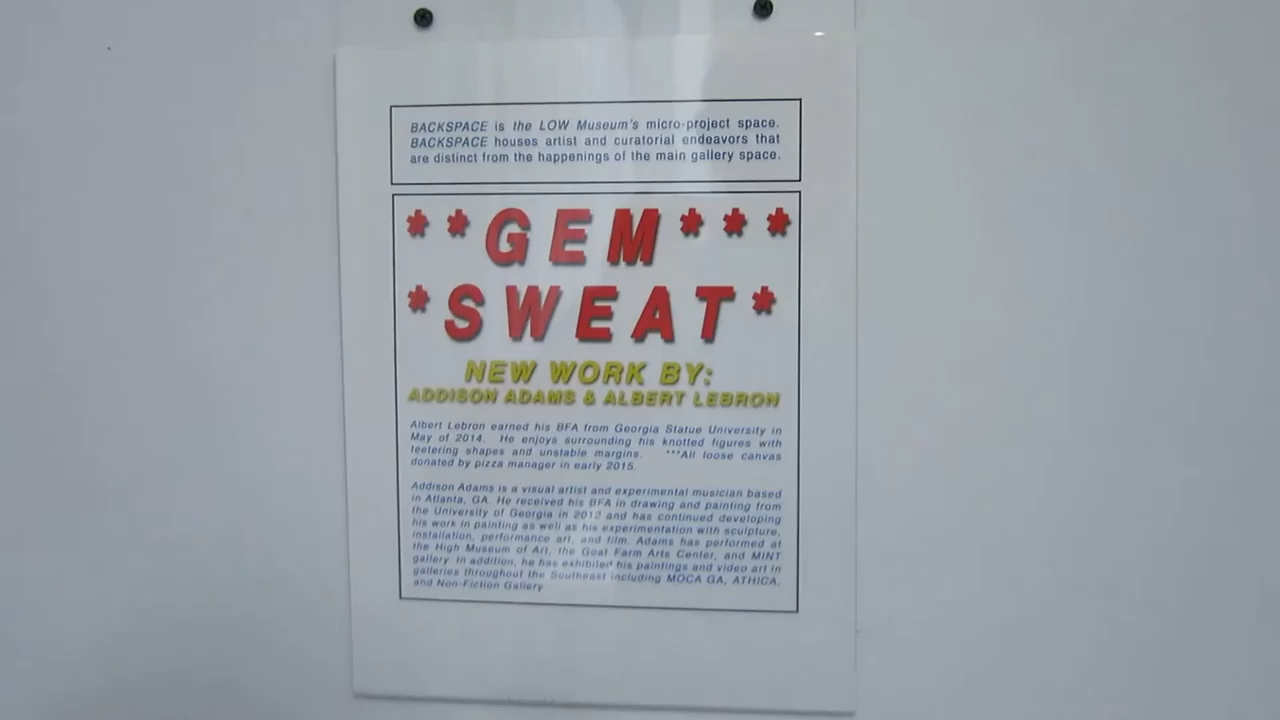 BACKSPACE is the LOW Museum's micro-project space.
BACKSPACE houses artist and curatorial endeavors that
are distinct from the happenings of the main gallery space.
**GEM***
*SWEAT*
NEW WORK BY:
ADDISON ADAMS & ALBERT LEBRON
Albert Lebron earned his BFA from Georgia Statue University in
May of 2014. He enjoys surrounding his knotted figures with
teetering shapes and unstable margins. ***All loose canvas
donated by pizza manager in early 2015.
Addison Adams is a visual artist and experimental musician based
in Atlanta, GA. He received his BFA in drawing and painting from
the University of Georgia in 2012 and has continued developing
his work in painting as well as his experimentation with sculpture,
installation, performance art, and film. Adams has performed at
the High Museum of Art, the Goat Farm Arts Center, and MINT
gallery. In addition, he has exhibited his paintings and video art in
galleries throughout the Southeast including MOCA GA, ATHICA,
and Non-Fiction Gallery